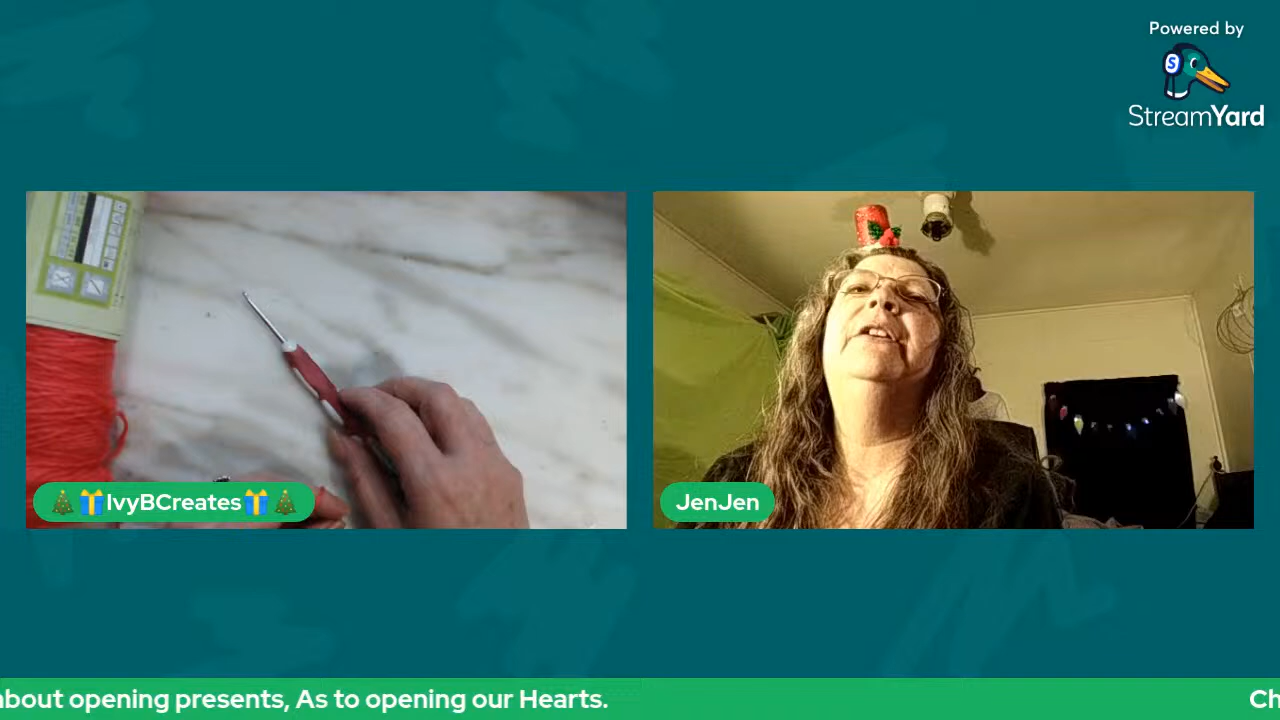 Powered by
S
StreamYard
🎄🎁IvyBCreates🎁🎄
JenJen
about opening presents, As to opening our Hearts.
Ch